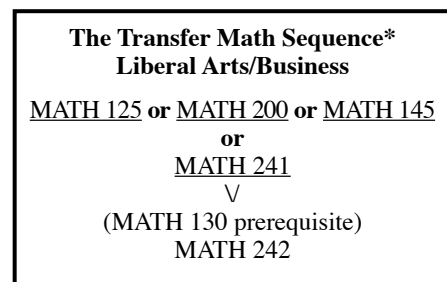 The Transfer Math Sequence*
Liberal Arts/Business
MATH 125 or MATH 200 or MATH 145
or
MATH 241
\/
(MATH 130 prerequisite)
MATH 242